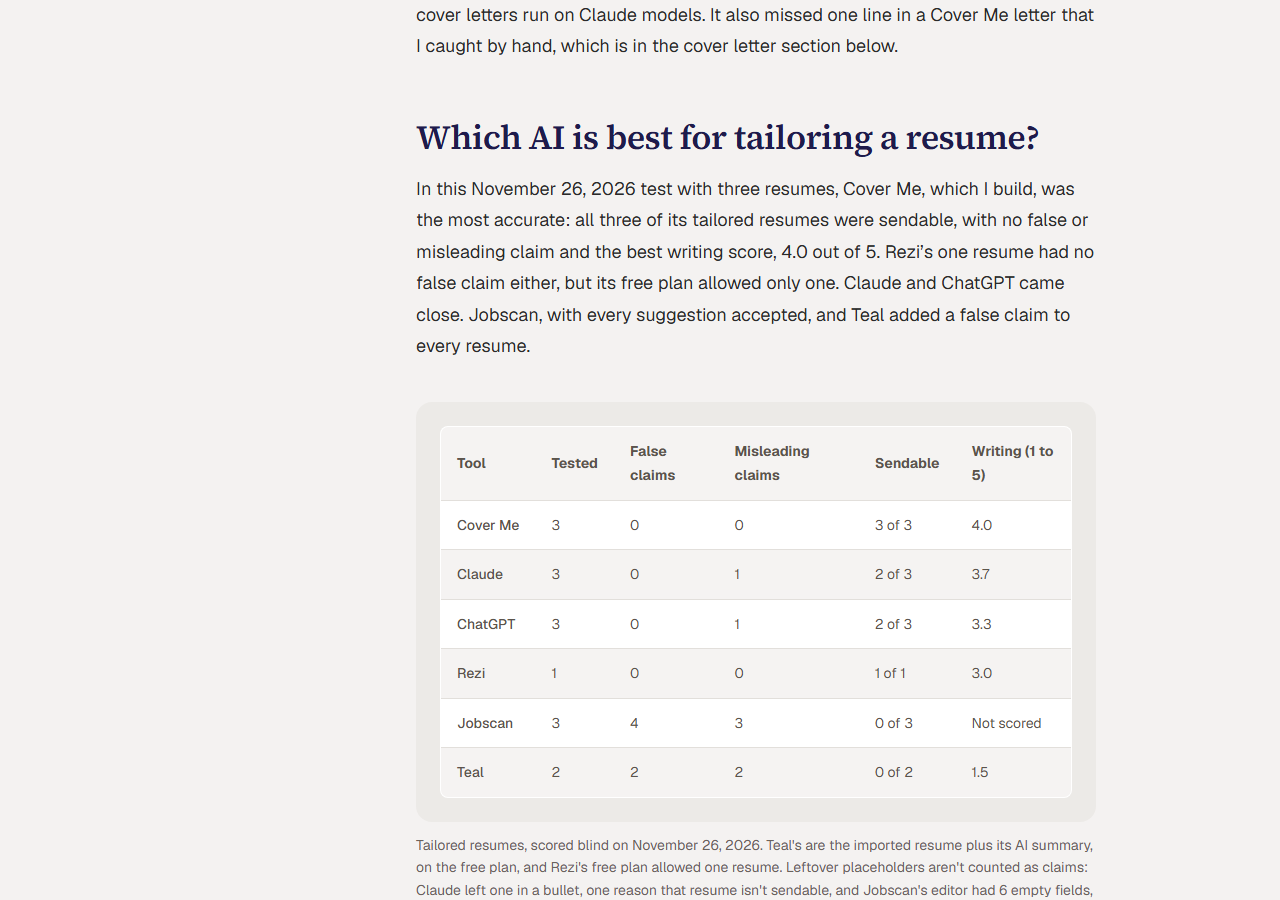 cover letters run on Claude models. It also missed one line in a Cover Me letter that
I caught by hand, which is in the cover letter section below.
Which AI is best for tailoring a resume?
In this November 26, 2026 test with three resumes, Cover Me, which I build, was
the most accurate: all three of its tailored resumes were sendable, with no false or
misleading claim and the best writing score, 4.0 out of 5. Rezi’s one resume had no
false claim either, but its free plan allowed only one. Claude and ChatGPT came
close. Jobscan, with every suggestion accepted, and Teal added a false claim to
every resume.
Tool Tested False claims Misleading claims Sendable Writing (1 to 5)
Cover Me 3 0 0 3 of 3 4.0
Claude 3 0 1 2 of 3 3.7
ChatGPT 3 0 1 2 of 3 3.3
Rezi 1 0 0 1 of 1 3.0
Jobscan 3 4 3 0 of 3 Not scored
Teal 2 2 2 0 of 2 1.5
Tailored resumes, scored blind on November 26, 2026. Teal's are the imported resume plus its AI summary,
on the free plan, and Rezi's free plan allowed one resume. Leftover placeholders aren't counted as claims:
Claude left one in a bullet, one reason that resume isn't sendable, and Jobscan's editor had 6 empty fields,